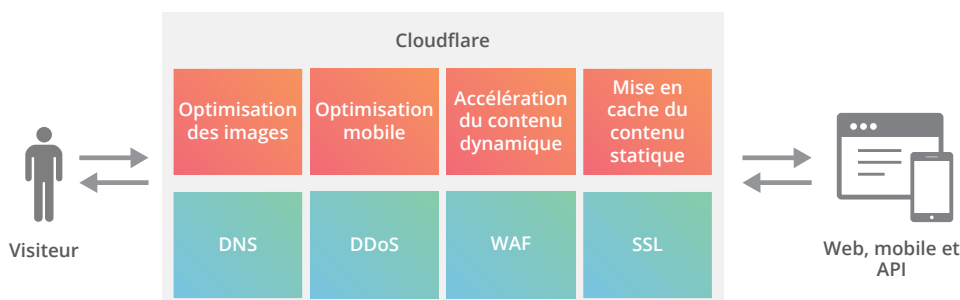 Cloudflare
Optimisation
des images
Optimisation
mobile
Accélération
du contenu
dynamique
Mise en
cache du
contenu
statique
DNS
DDoS
WAF
SSL
Visiteur
Web, mobile et
API